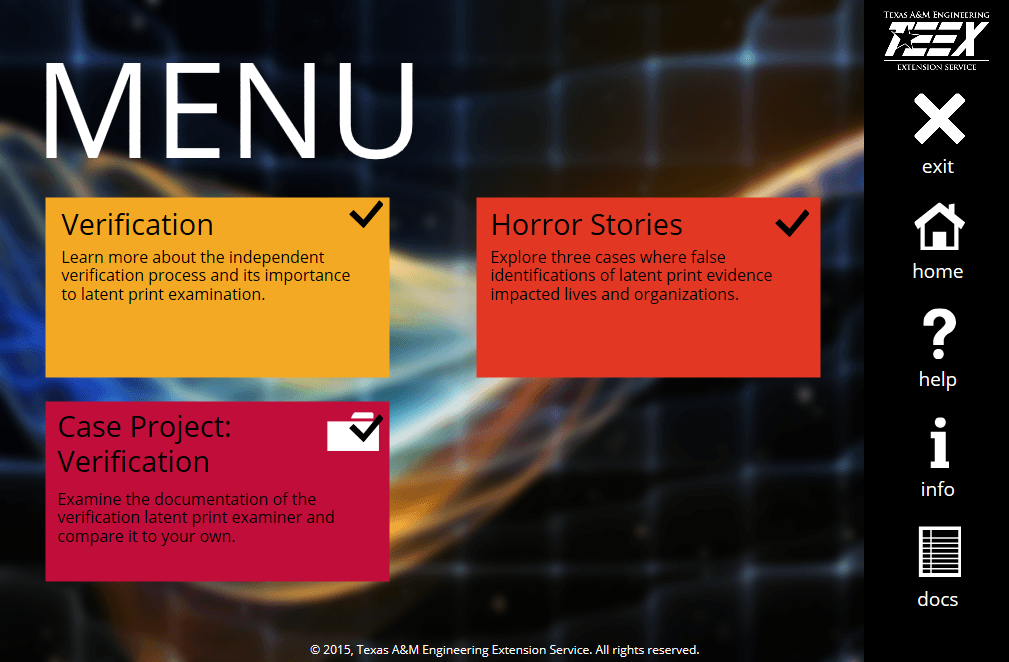 MENU
Verification
Learn more about the independent
verification process and its importance
to latent print examination.
Horror Stories
Explore three cases where false
identifications of latent print evidence
impacted lives and organizations.
Case Project:
Verification
Examine the documentation of the
verification latent print examiner and
compare it to your own.
© 2015, Texas A&M Engineering Extension Service. All rights reserved.
TEXAS A&M ENGINEERING
TEEX
EXTENSION SERVICE
exit
home
help
info
docs